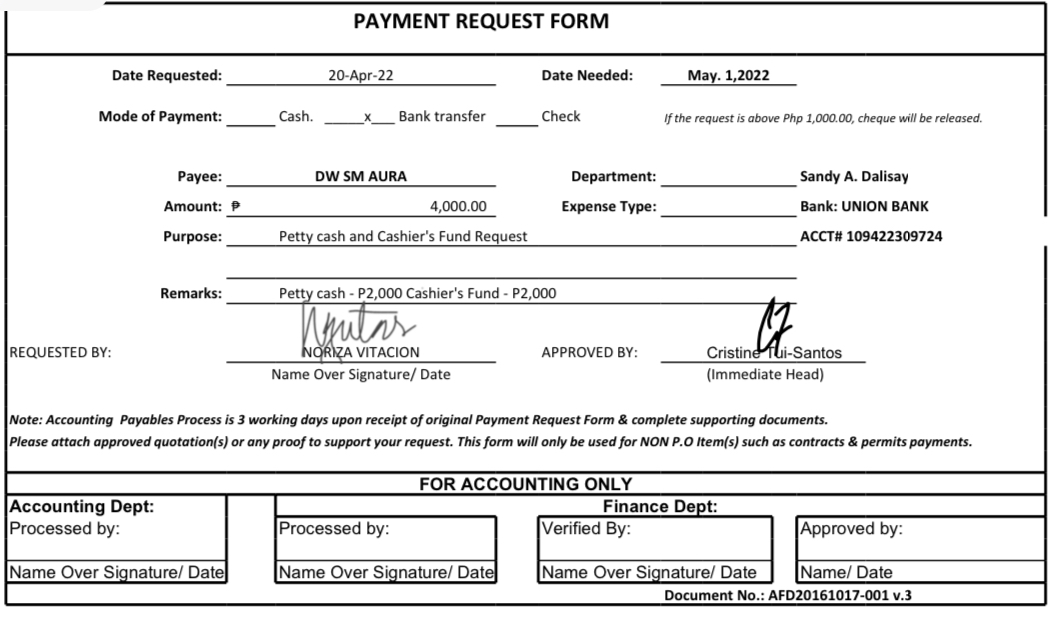 PAYMENT REQUEST FORM
Date Requested: 20-Apr-22 Date Needed: May. 1,2022
Mode of Payment: ______ Cash. _____x___ Bank transfer _____ Check If the request is above Php 1,000.00, cheque will be released.
Payee: DW SM AURA Department: Sandy A. Dalisay
Amount: ₱ 4,000.00 Expense Type: Bank: UNION BANK
Purpose: Petty cash and Cashier's Fund Request ACCT# 109422309724
Remarks: Petty cash - P2,000 Cashier's Fund - P2,000
REQUESTED BY: NORIZA VITACION APPROVED BY: Cristine Tui-Santos
Name Over Signature/ Date (Immediate Head)
Note: Accounting Payables Process is 3 working days upon receipt of original Payment Request Form & complete supporting documents.
Please attach approved quotation(s) or any proof to support your request. This form will only be used for NON P.O Item(s) such as contracts & permits payments.
FOR ACCOUNTING ONLY
Accounting Dept: Finance Dept:
Processed by: Processed by: Verified By: Approved by:
Name Over Signature/ Date Name Over Signature/ Date Name Over Signature/ Date Name/ Date
Document No.: AFD20161017-001 v.3